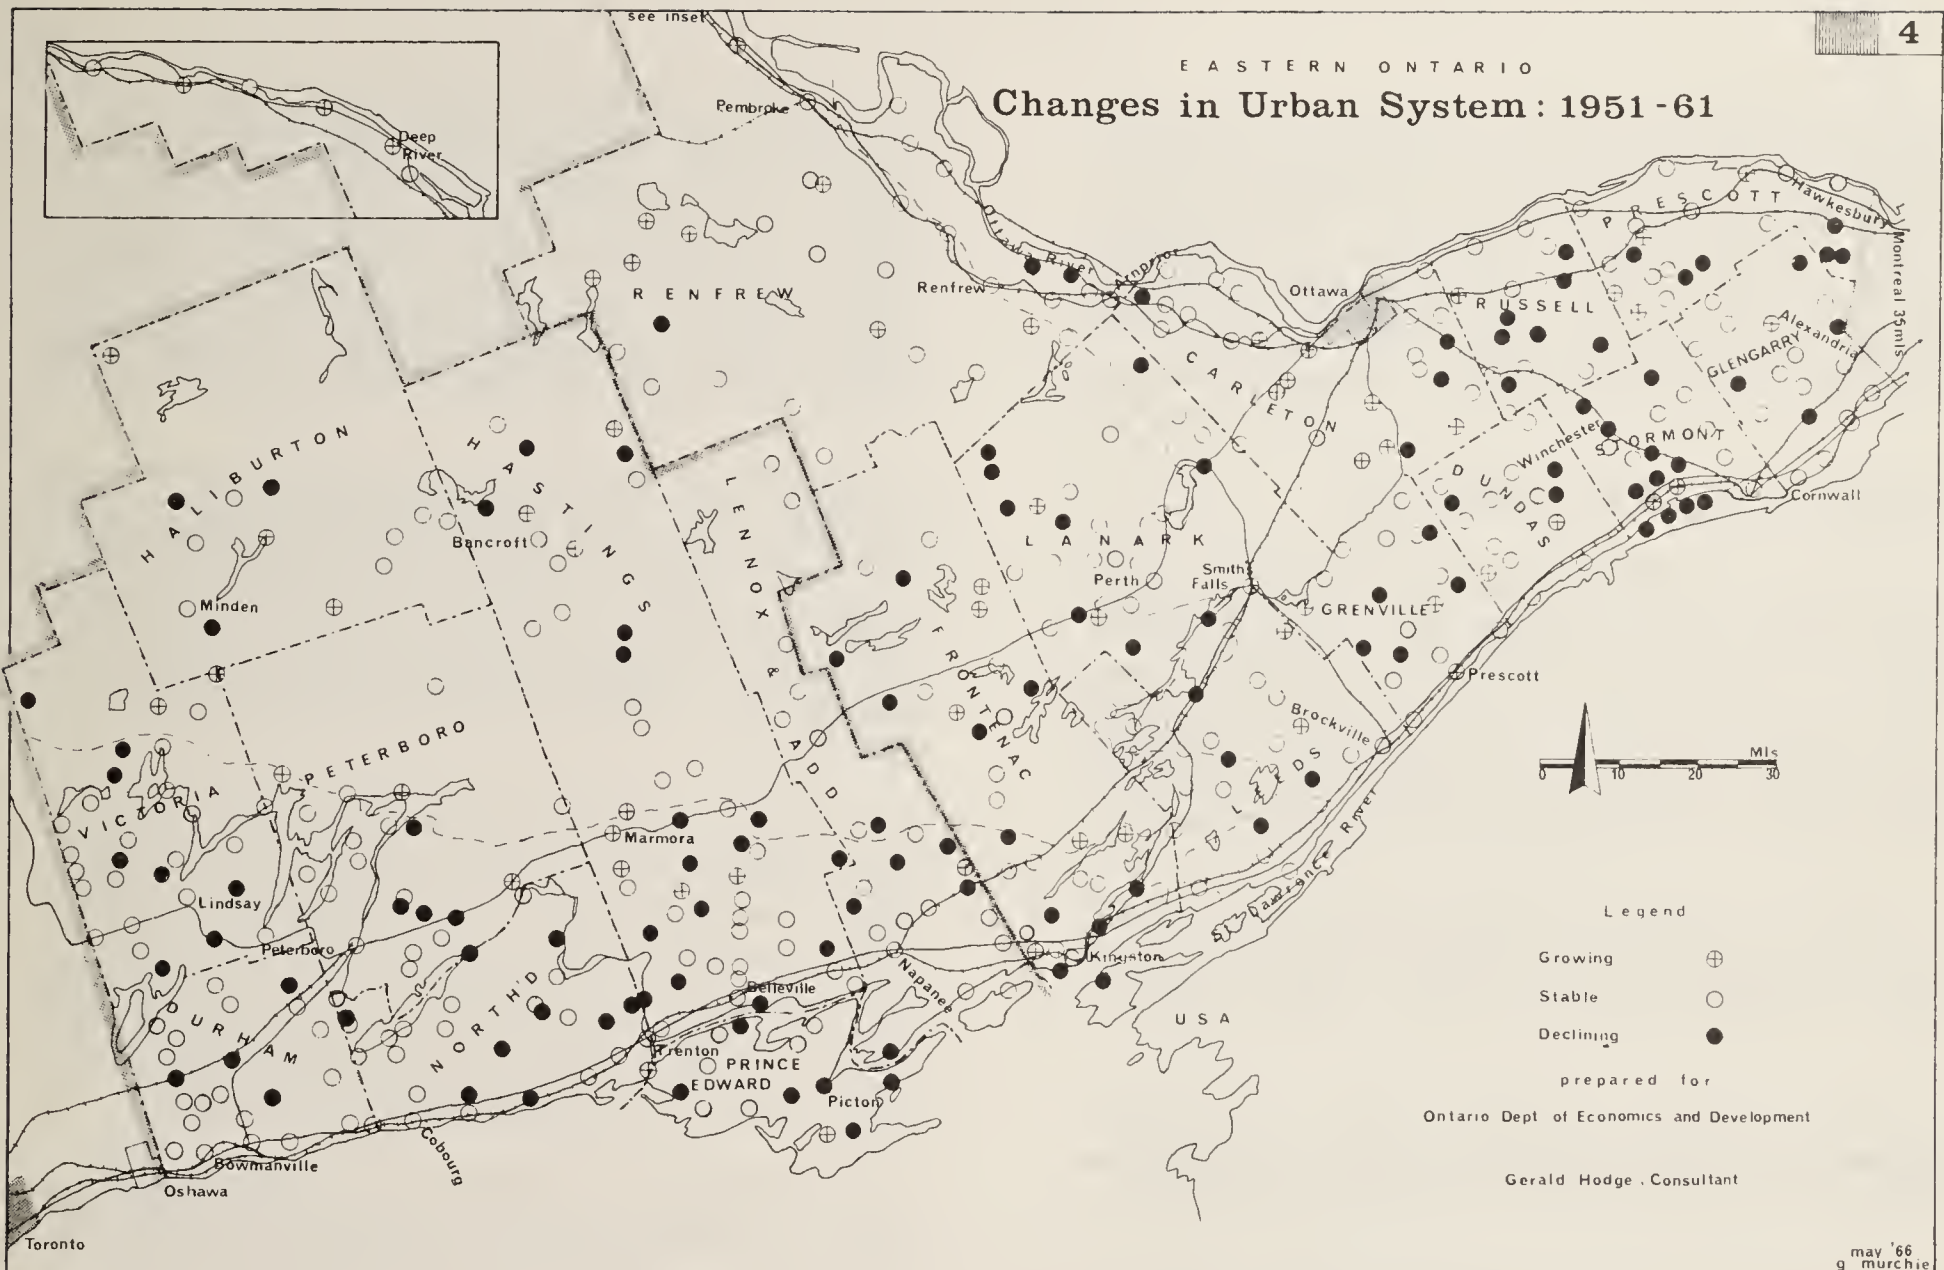 4
see inset
EASTERN ONTARIO
Changes in Urban System: 1951-61
Deep
River
Pembroke
Ottawa River
Renfrew
Arnprior
Ottawa
Hawkesbury
PRESCOTT
Montreal 35mls
RENFREW
RUSSELL
Alexandria
GLENGARRY
CARLETON
HALIBURTON
HASTINGS
LENNOX & ADD
Winchester
STORMONT
DUNDAS
Cornwall
Bancroft
LANARK
Perth
Smith
Falls
GRENVILLE
Minden
FRONTENAC
Prescott
Brockville
LEEDS
PETERBORO
VICTORIA
Mls
0 10 20 30
Marmora
Lindsay
Peterboro
St Lawrence River
Legend
Growing
Stable
Declining
Kingston
Napanee
Belleville
DURHAM
NORTH'D
USA
Trenton
PRINCE
EDWARD
Picton
prepared for
Ontario Dept of Economics and Development
Gerald Hodge. Consultant
Cobourg
Bowmanville
Oshawa
Toronto
may '66
g murchie